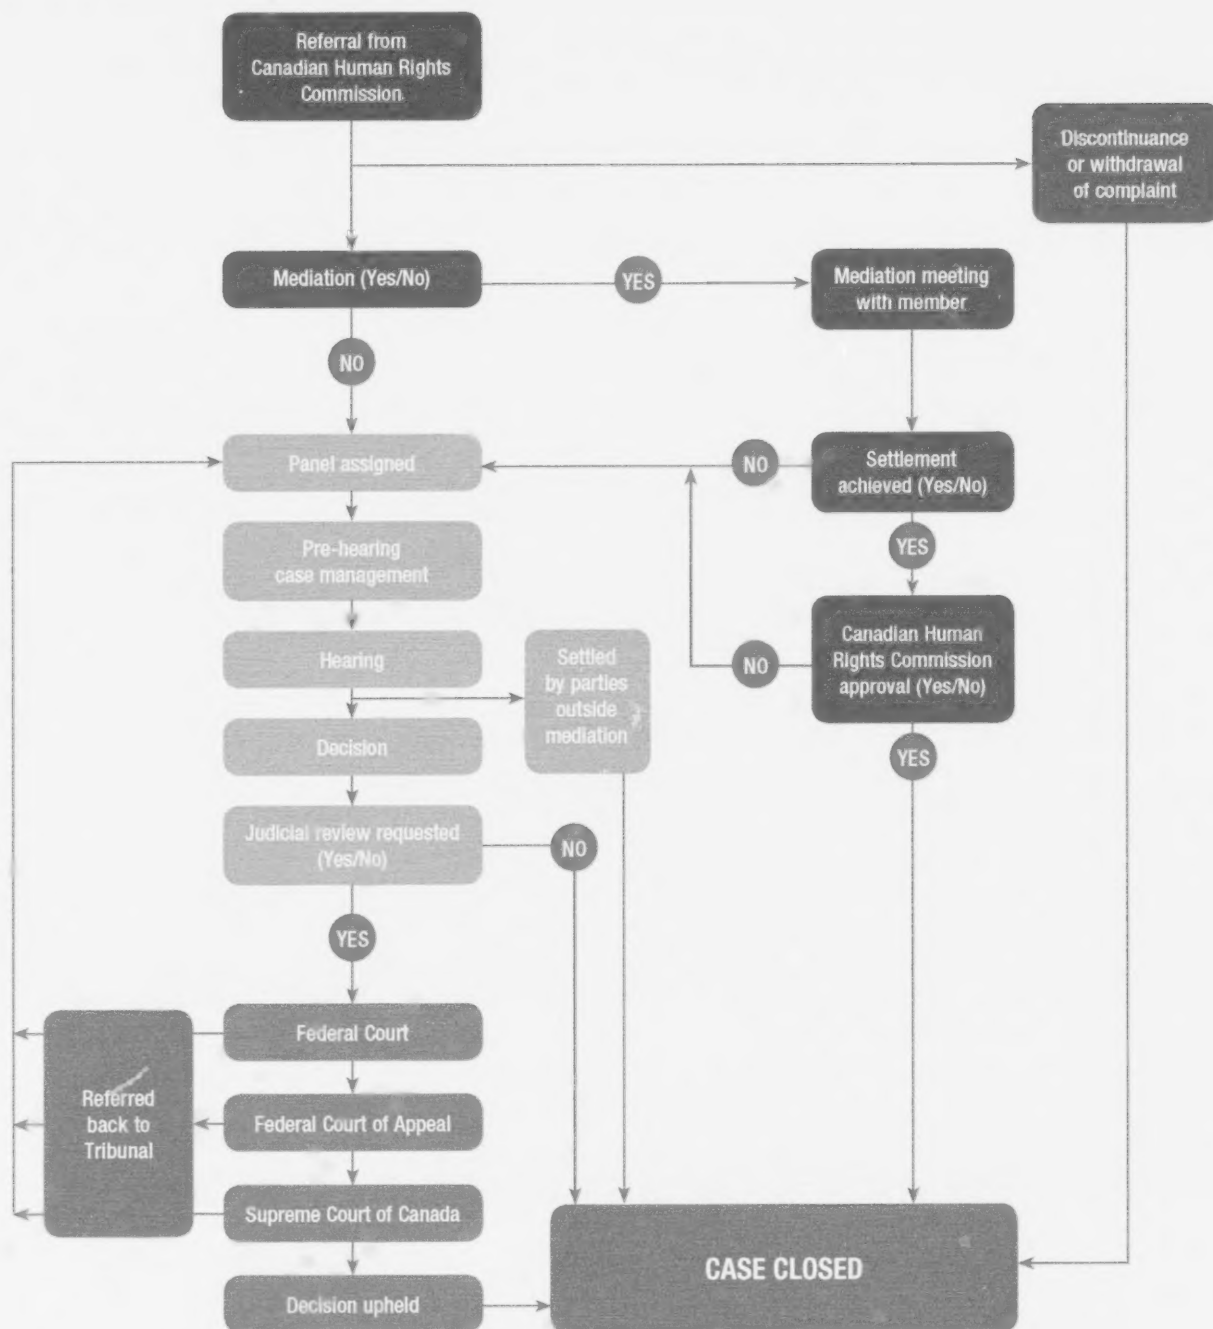 Referral from
Canadian Human Rights
Commission
Discontinuance
or withdrawal
of complaint
Mediation (Yes/No)
YES
Mediation meeting
with member
NO
Panel assigned
NO
Settlement
achieved (Yes/No)
Pre-hearing
case management
YES
Hearing
Settled
by parties
outside
mediation
NO
Canadian Human
Rights Commission
approval (Yes/No)
Decision
YES
Judicial review requested
(Yes/No)
NO
YES
Federal Court
Referred
back to
Tribunal
Federal Court of Appeal
Supreme Court of Canada
CASE CLOSED
Decision upheld